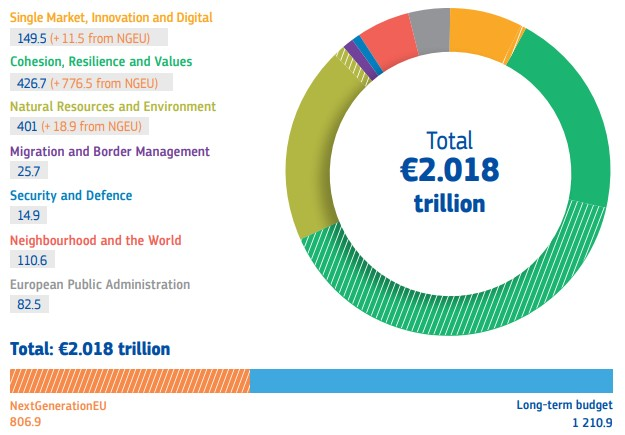 Single Market, Innovation and Digital
149.5 (+ 11.5 from NGEU)
Cohesion, Resilience and Values
426.7 (+ 776.5 from NGEU)
Natural Resources and Environment
401 (+ 18.9 from NGEU)
Migration and Border Management
25.7
Security and Defence
14.9
Neighbourhood and the World
110.6
European Public Administration
82.5
Total
€2.018
trillion
Total: €2.018 trillion
NextGenerationEU
806.9
Long-term budget
1 210.9